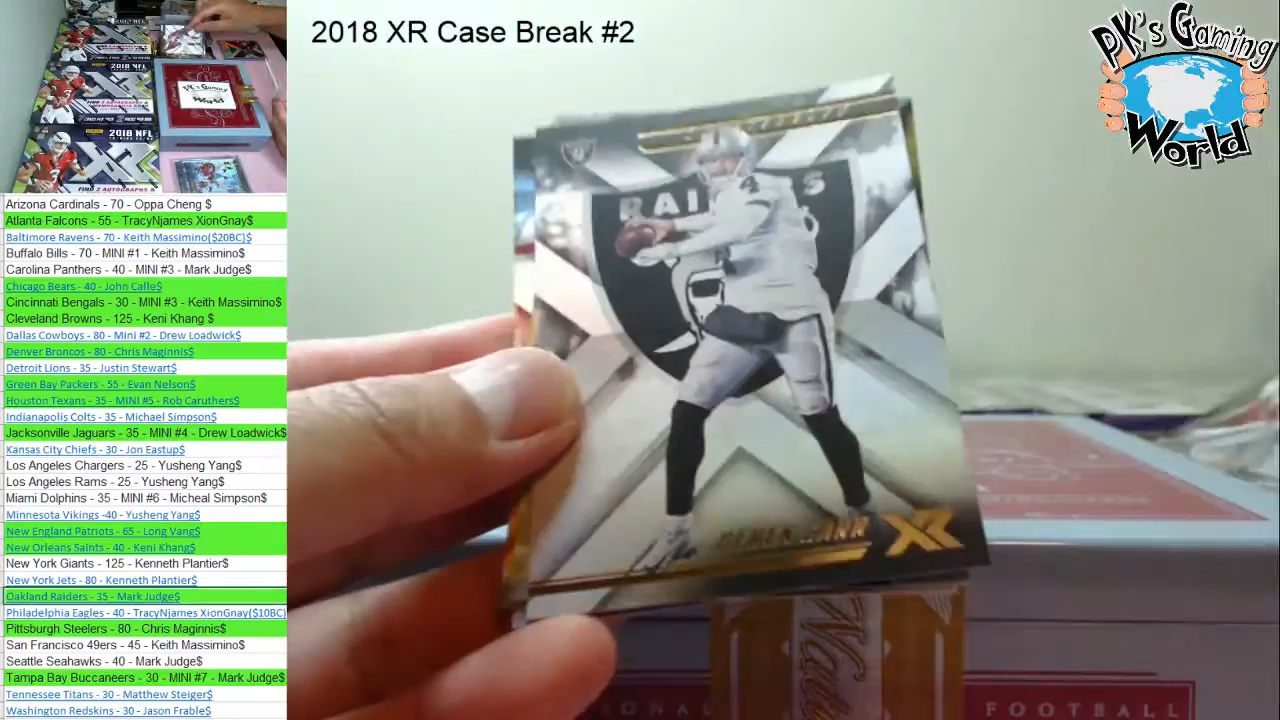 2018 XR Case Break #2
PK's Gaming
World
2018 NFL
XR
Arizona Cardinals - 70 - Oppa Cheng $
Atlanta Falcons - 55 - TracyNjames XionGnay$
Baltimore Ravens - 70 - Keith Massimino($20BC)$
Buffalo Bills - 70 - MINI #1 - Keith Massimino$
Carolina Panthers - 40 - MINI #3 - Mark Judge$
Chicago Bears - 40 - John Calle$
Cincinnati Bengals - 30 - MINI #3 - Keith Massimino$
Cleveland Browns - 125 - Keni Khang $
Dallas Cowboys - 80 - Mini #2 - Drew Loadwick$
Denver Broncos - 80 - Chris Maginnis$
Detroit Lions - 35 - Justin Stewart$
Green Bay Packers - 55 - Evan Nelson$
Houston Texans - 35 - MINI #5 - Rob Caruthers$
Indianapolis Colts - 35 - Michael Simpson$
Jacksonville Jaguars - 35 - MINI #4 - Drew Loadwick$
Kansas City Chiefs - 30 - Jon Eastup$
Los Angeles Chargers - 25 - Yusheng Yang$
Los Angeles Rams - 25 - Yusheng Yang$
Miami Dolphins - 35 - MINI #6 - Micheal Simpson$
Minnesota Vikings -40 - Yusheng Yang$
New England Patriots - 65 - Long Vang$
New Orleans Saints - 40 - Keni Khang$
New York Giants - 125 - Kenneth Plantier$
New York Jets - 80 - Kenneth Plantier$
Oakland Raiders - 35 - Mark Judge$
Philadelphia Eagles - 40 - TracyNjames XionGnay($10BC)
Pittsburgh Steelers - 80 - Chris Maginnis$
San Francisco 49ers - 45 - Keith Massimino$
Seattle Seahawks - 40 - Mark Judge$
Tampa Bay Buccaneers - 30 - MINI #7 - Mark Judge$
Tennessee Titans - 30 - Matthew Steiger$
Washington Redskins - 30 - Jason Frable$
RAIDERS
DEREK CARR
XR
FOOTBALL